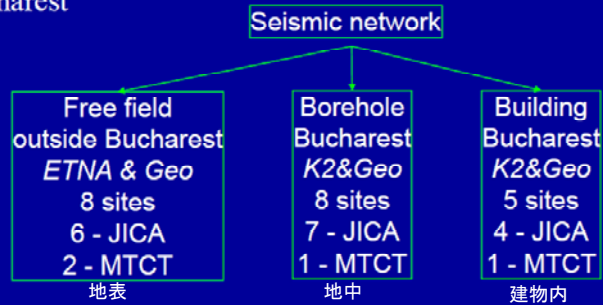 Seismic network
Free field
outside Bucharest
ETNA & Geo
8 sites
6 - JICA
2 - MTCT
地表
Borehole
Bucharest
K2&Geo
8 sites
7 - JICA
1 - MTCT
地中
Building
Bucharest
K2&Geo
5 sites
4 - JICA
1 - MTCT
建物内